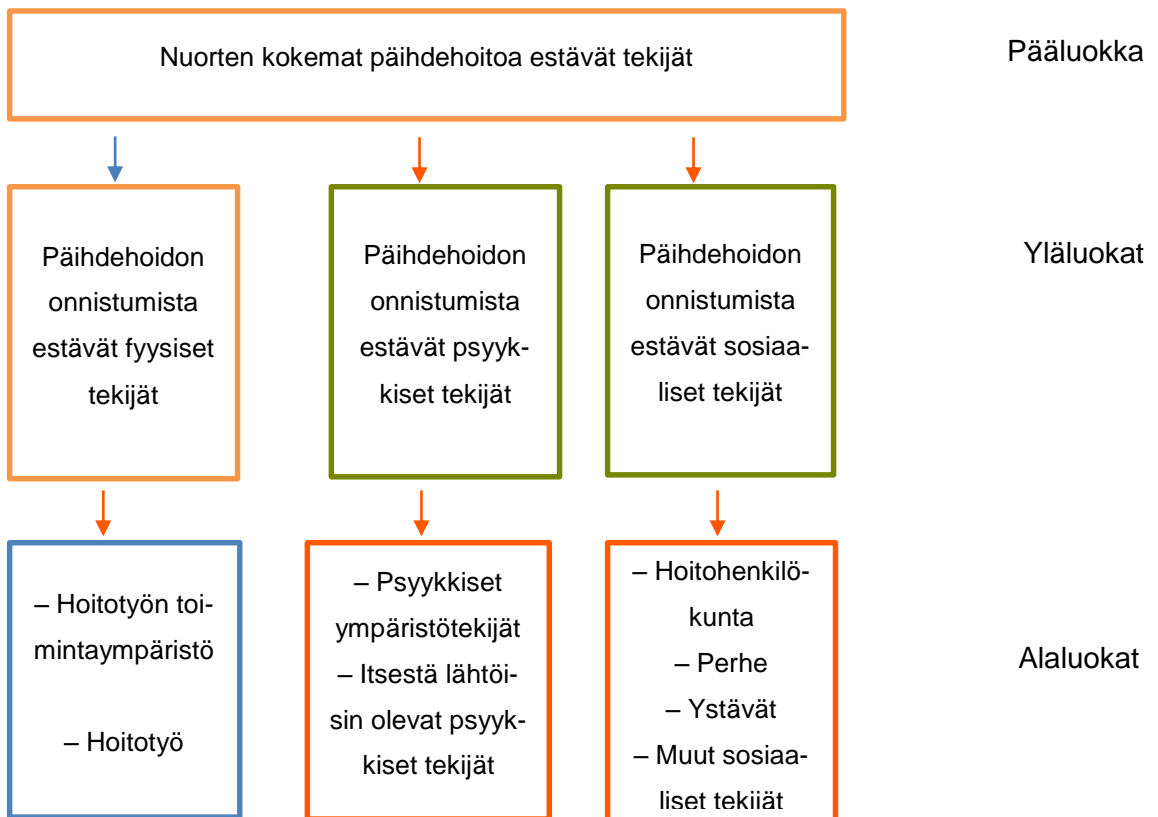 Nuorten kokemat päihdehoitoa estävät tekijät
Pääluokka
Päihdehoidon
onnistumista
estävät fyysiset
tekijät
Päihdehoidon
onnistumista
estävät psyyk-
kiset tekijät
Päihdehoidon
onnistumista
estävät sosiaa-
liset tekijät
Yläluokat
– Hoitotyön toi-
mintaympäristö
– Hoitotyö
– Psyykkiset
ympäristötekijät
– Itsestä lähtöi-
sin olevat psyyk-
kiset tekijät
– Hoitohenkilö-
kunta
– Perhe
– Ystävät
– Muut sosiaa-
liset tekijät
Alaluokat